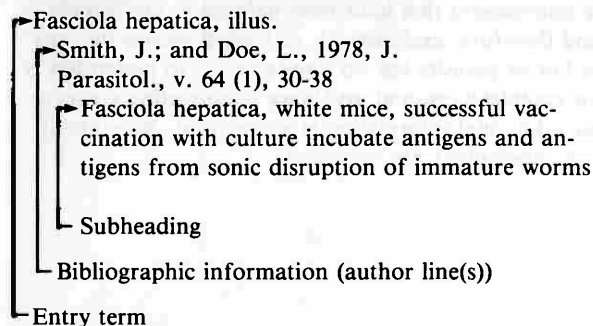 Fasciola hepatica, illus.
Smith, J.; and Doe, L., 1978, J.
Parasitol., v. 64 (1), 30-38
Fasciola hepatica, white mice, successful vac-
cination with culture incubate antigens and an-
tigens from sonic disruption of immature worms
Subheading
Bibliographic information (author line(s))
Entry term